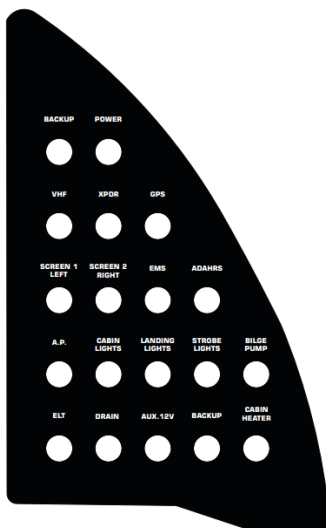 BACKUP POWER
VHF XPDR GPS
SCREEN 1 LEFT SCREEN 2 RIGHT EMS ADAHRS
A.P. CABIN LIGHTS LANDING LIGHTS STROBE LIGHTS BILGE PUMP
ELT DRAIN AUX.12V BACKUP CABIN HEATER